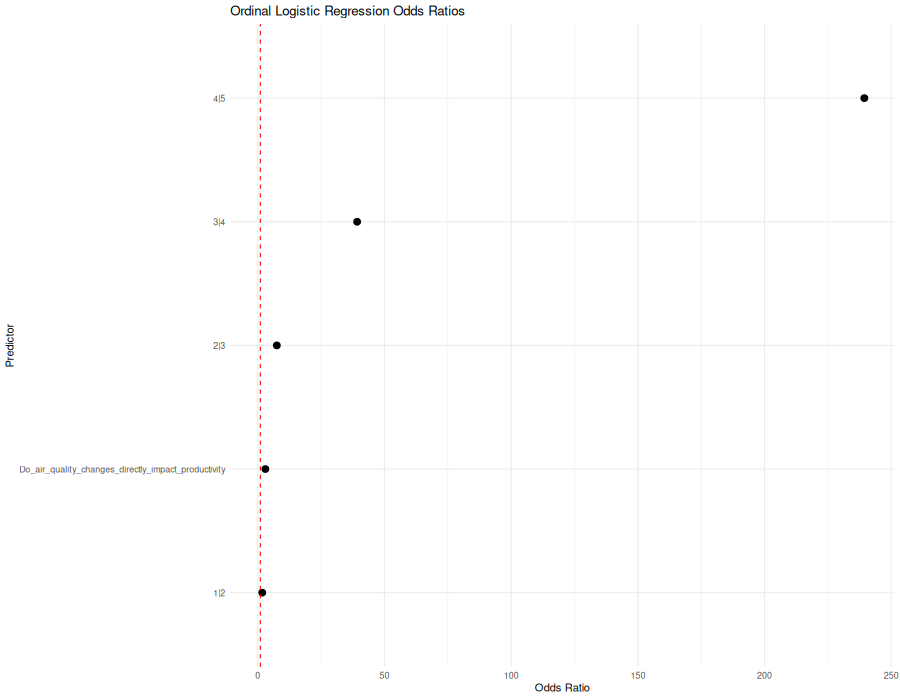 Ordinal Logistic Regression Odds Ratios
Predictor
4|5
3|4
2|3
Do_air_quality_changes_directly_impact_productivity
1|2
0 50 100 150 200 250
Odds Ratio